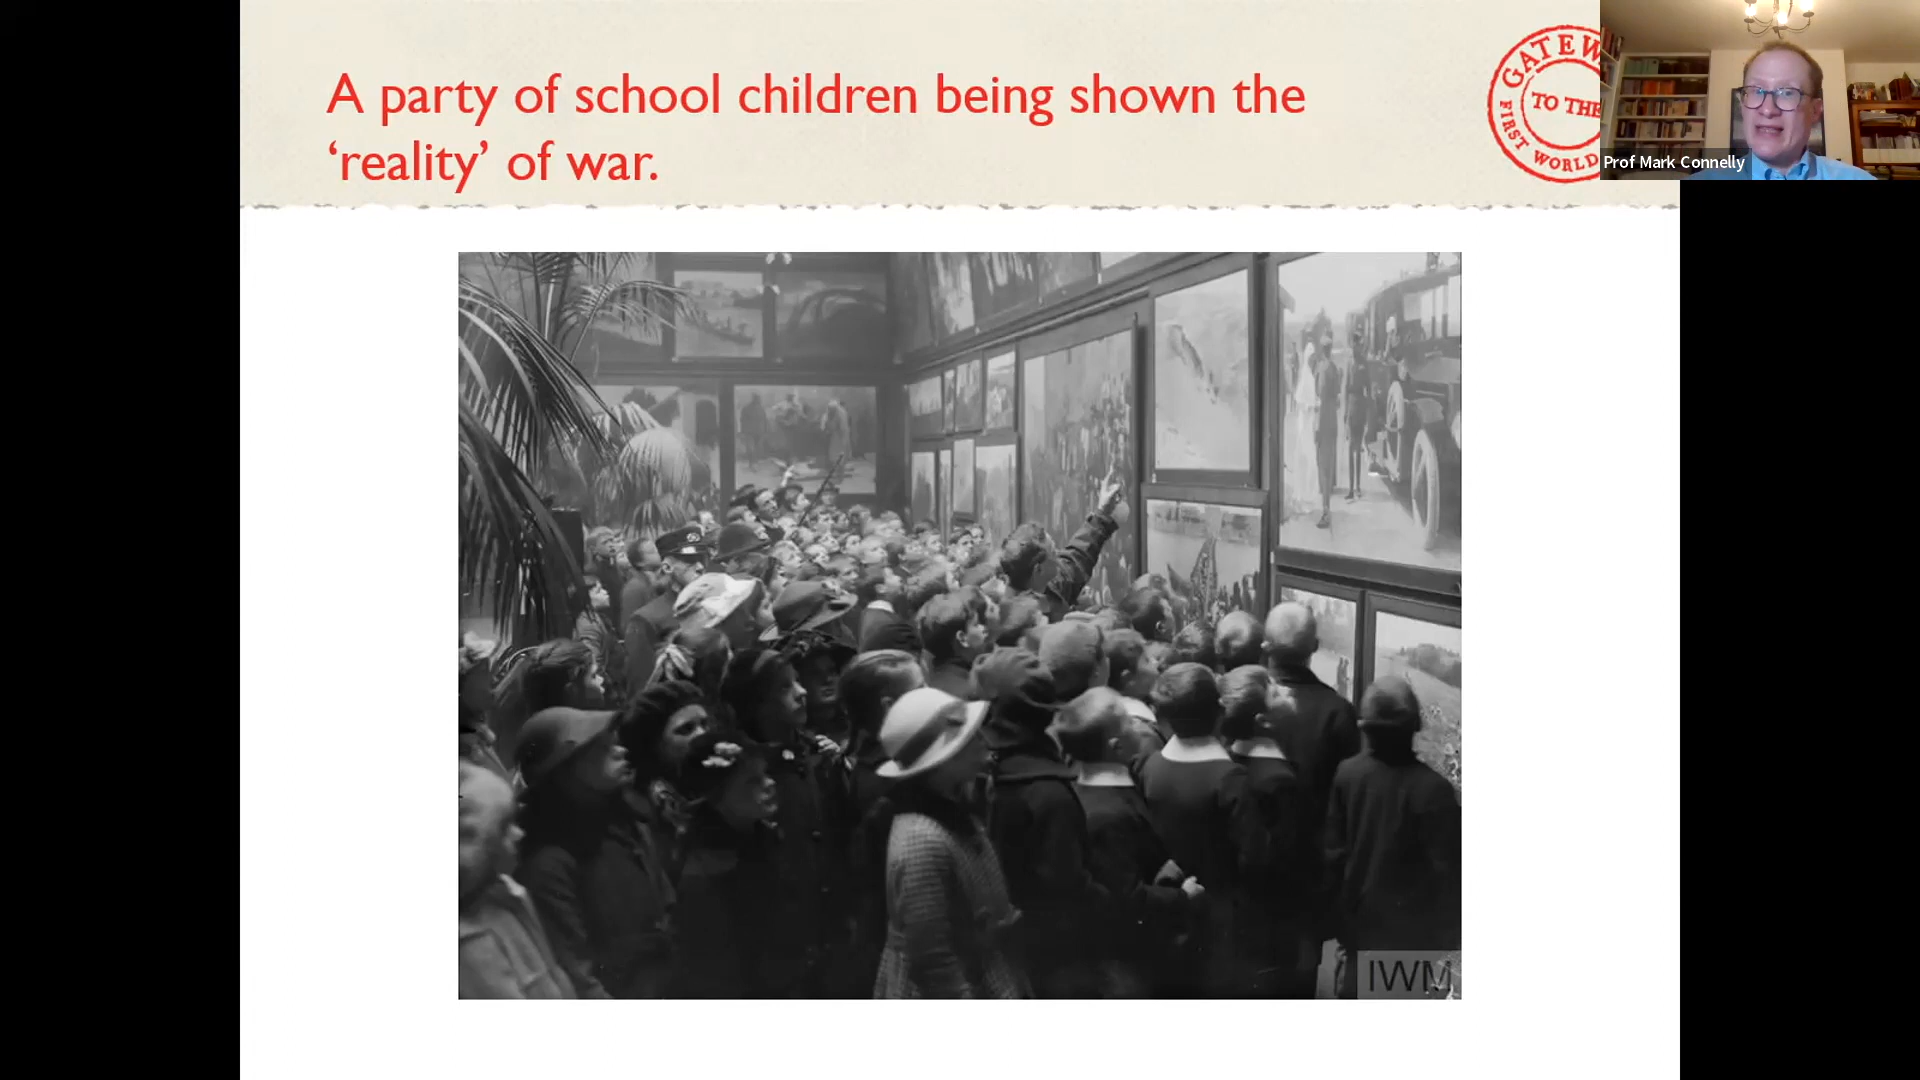 A party of school children being shown the
‘reality’ of war.
GATEW
TO THE
FIRST WORLD
Prof Mark Connelly
IWM